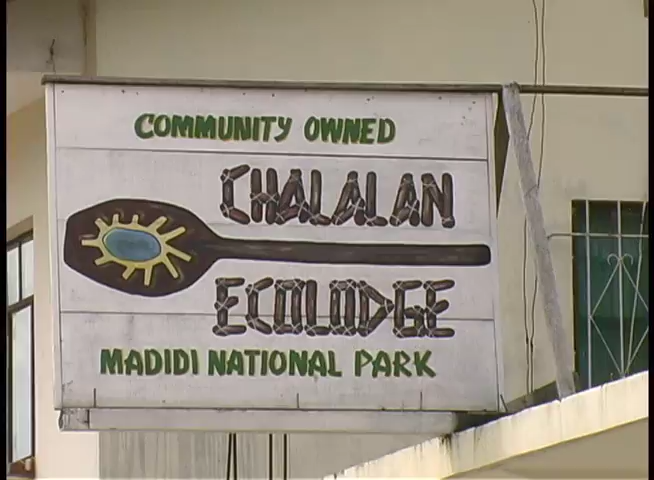 COMMUNITY OWNED
CHALALAN
ECOLODGE
MADIDI NATIONAL PARK